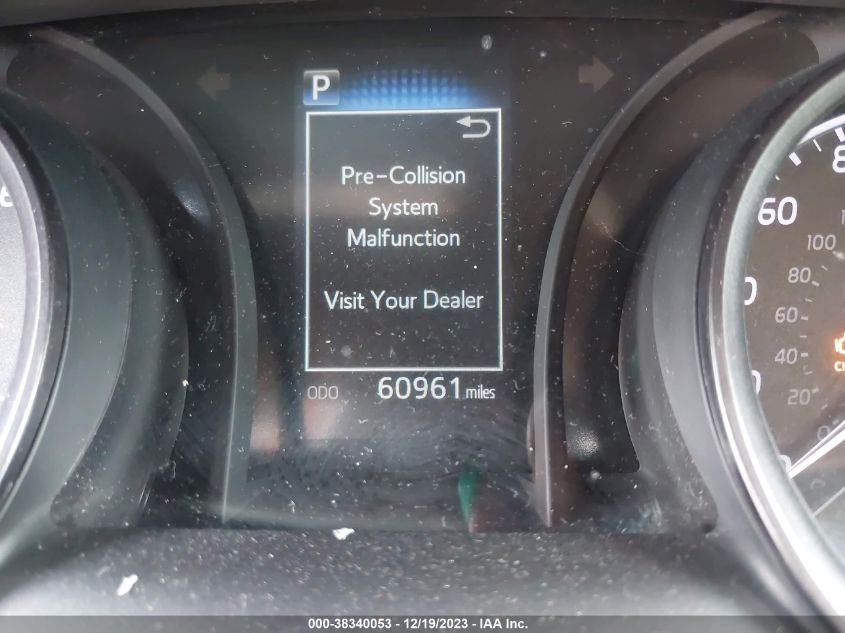 P
Pre-Collision
System
Malfunction
Visit Your Dealer
ODO 60961 miles
60
100
80
60
40
20
0
000-38340053 - 12/19/2023 - IAA Inc.